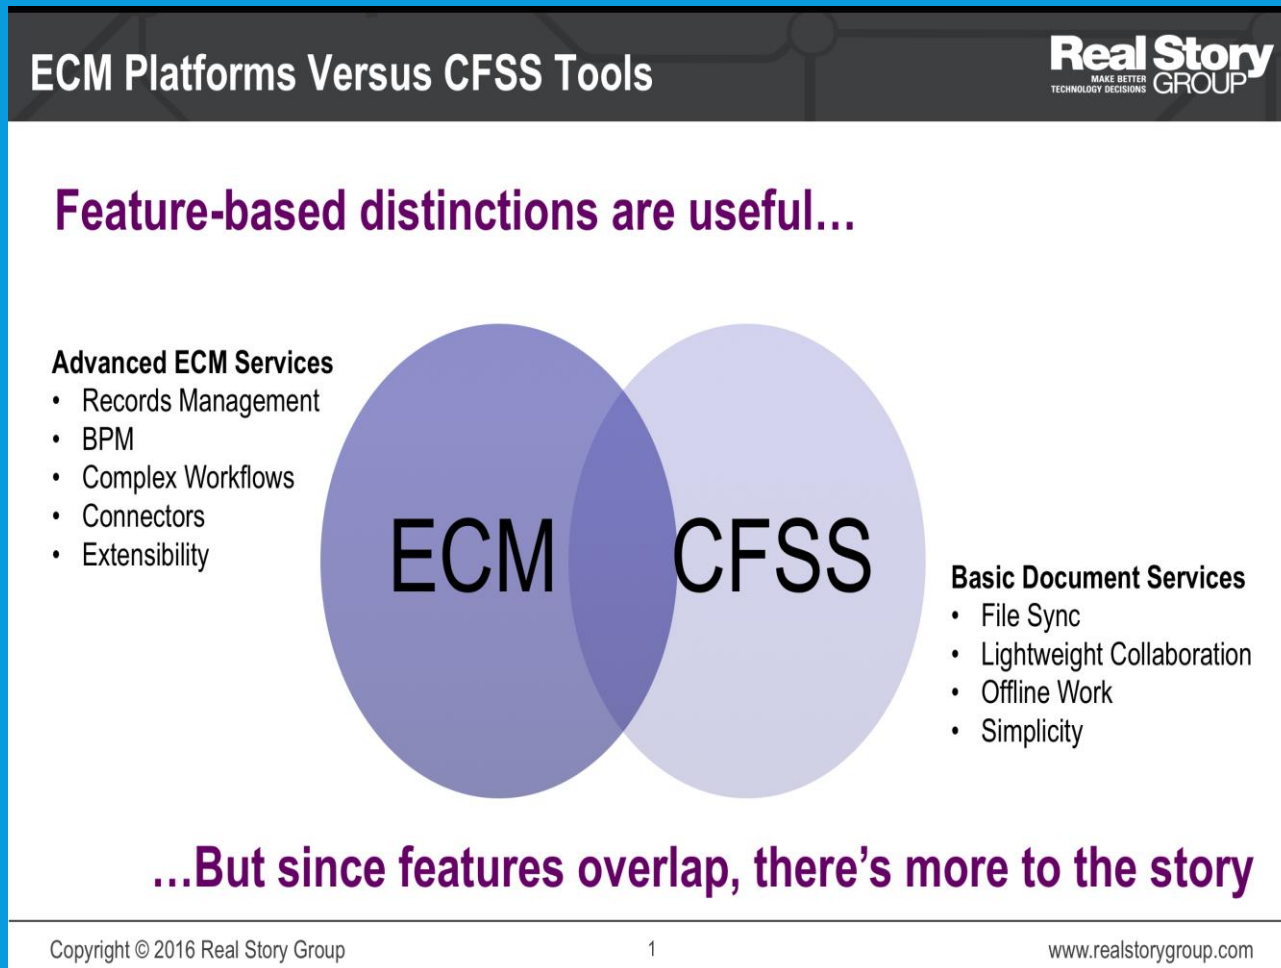 ECM Platforms Versus CFSS Tools
Real Story
MAKE BETTER
TECHNOLOGY DECISIONS
GROUP
Feature-based distinctions are useful…
Advanced ECM Services
• Records Management
• BPM
• Complex Workflows
• Connectors
• Extensibility
ECM
CFSS
Basic Document Services
• File Sync
• Lightweight Collaboration
• Offline Work
• Simplicity
…But since features overlap, there’s more to the story
Copyright © 2016 Real Story Group
1
www.realstorygroup.com